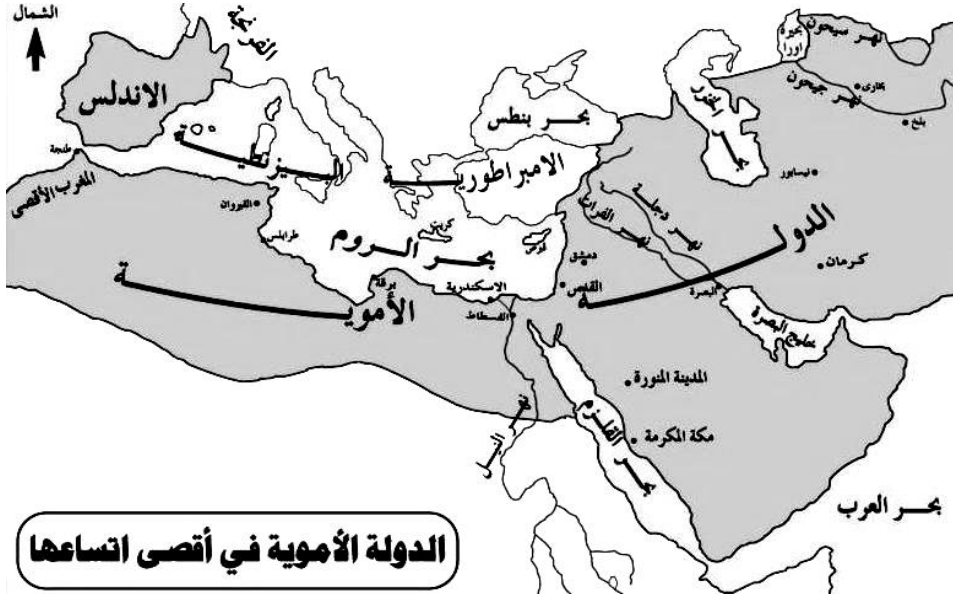 الشمال
الفرنجة
الاندلس
طنجة
المغرب الأقصى
القيروان
طرابلس
البيزنطية
الامبراطورية
بحر بنطس
بحر الخزر
بحيرة اورا
نهر سيحون
نهر جيحون
بخارى
بلخ
نيسابور
كرمان
الدولة
نهر دجلة
نهر الفرات
بحر الروم
كريت
قبرص
دمشق
القدس
البصرة
خليج البصرة
برقة
الاسكندرية
الفسطاط
الأموية
المدينة المنورة
مكة المكرمة
بحر القلزم
نهر النيل
بحر العرب
الدولة الأموية في أقصى اتساعها